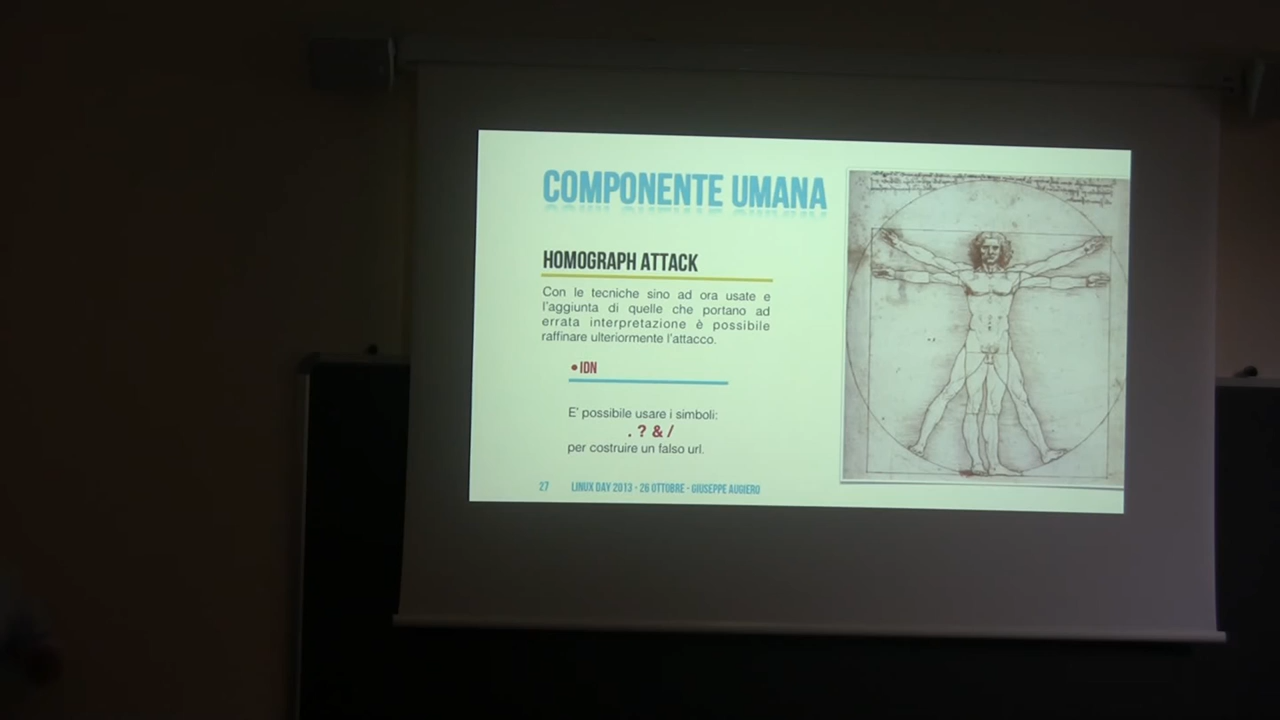 COMPONENTE UMANA
HOMOGRAPH ATTACK
Con le tecniche sino ad ora usate e
l'aggiunta di quelle che portano ad
errata interpretazione è possibile
raffinare ulteriormente l'attacco.
• IDN
E' possibile usare i simboli:
. ? & /
per costruire un falso url.
27 LINUX DAY 2013 - 26 OTTOBRE - GIUSEPPE AUGIERO